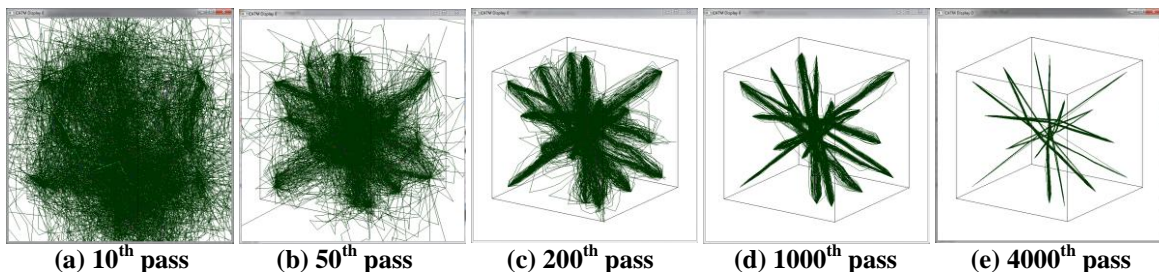 (a) 10th pass
(b) 50th pass
(c) 200th pass
(d) 1000th pass
(e) 4000th pass